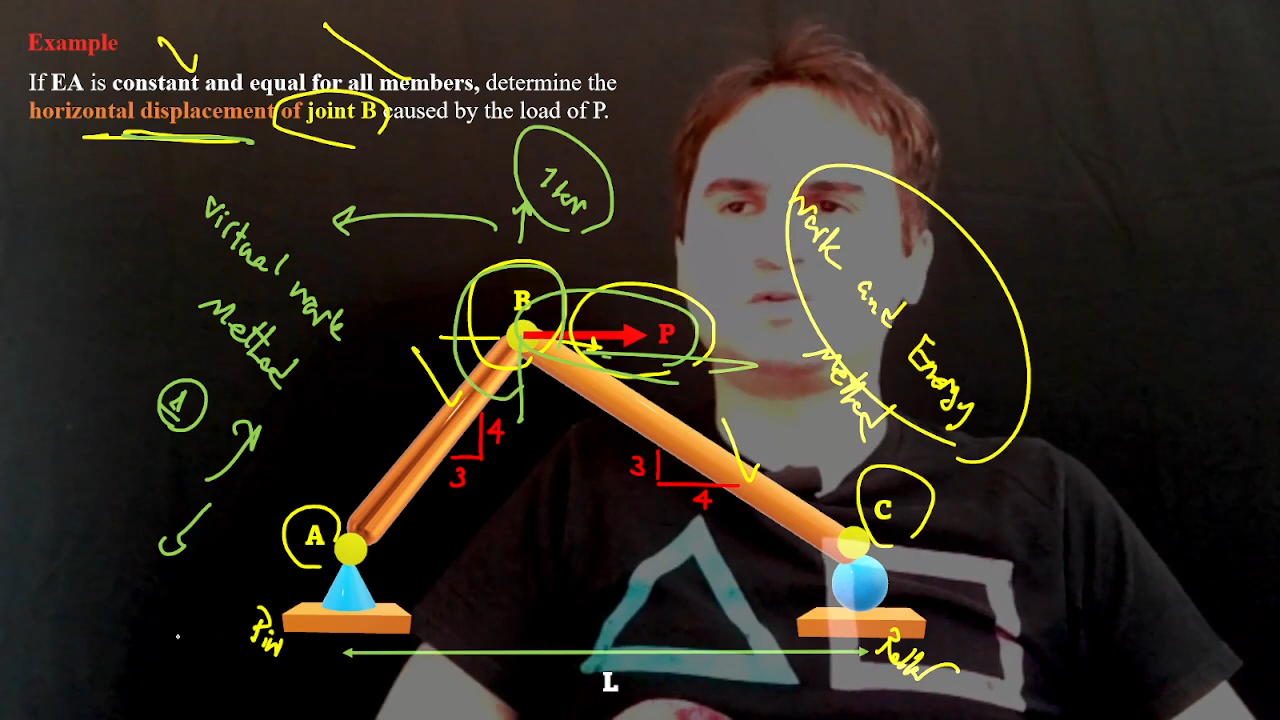 Example
If EA is constant and equal for all members, determine the
horizontal displacement of joint B caused by the load of P.
1kN
virtual work
Method
Work and Energy
Method
B
P
4
3
3
4
A
C
Pin
Roller
L